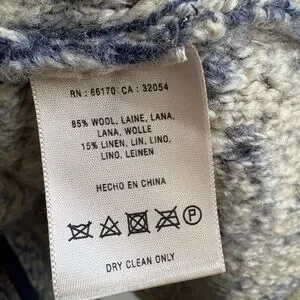 RN : 66170 CA : 32054
85% WOOL, LAINE, LANA,
LANA, WOLLE
15% LINEN, LIN, LINO,
LINO, LEINEN
HECHO EN CHINA
P
DRY CLEAN ONLY